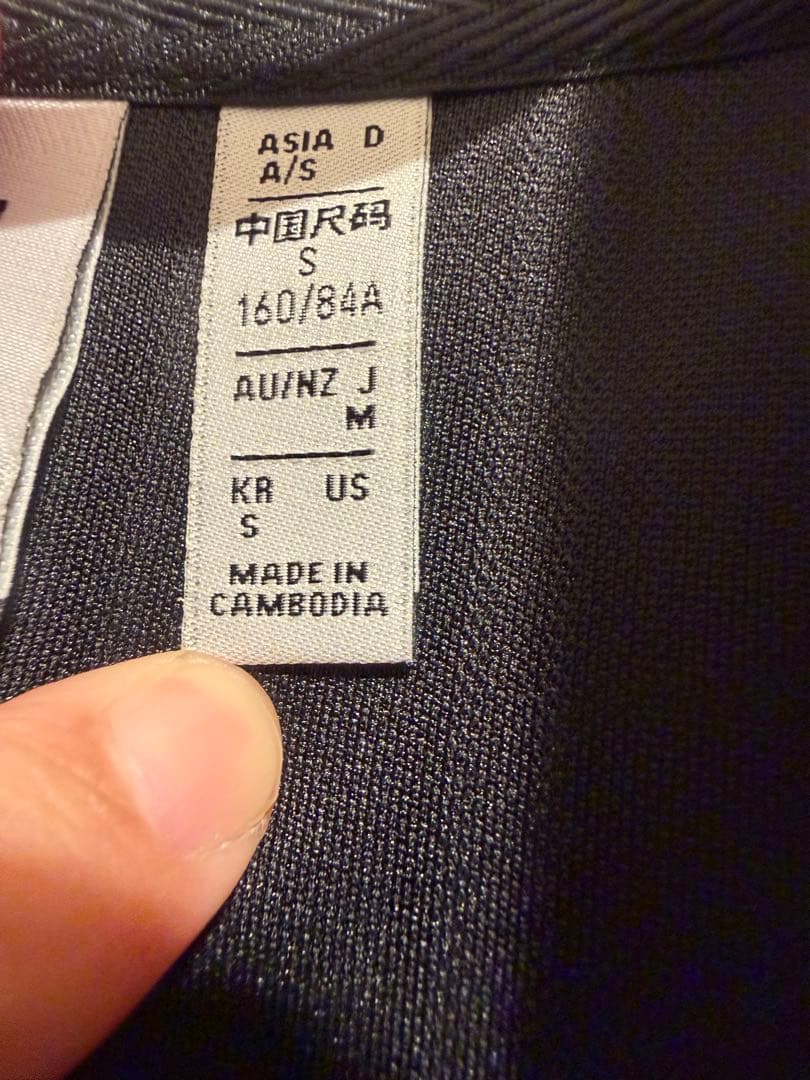 ASIA D
A/S
中国尺码
S
160/84A
AU/NZ J
M
KR US
S
MADE IN
CAMBODIA